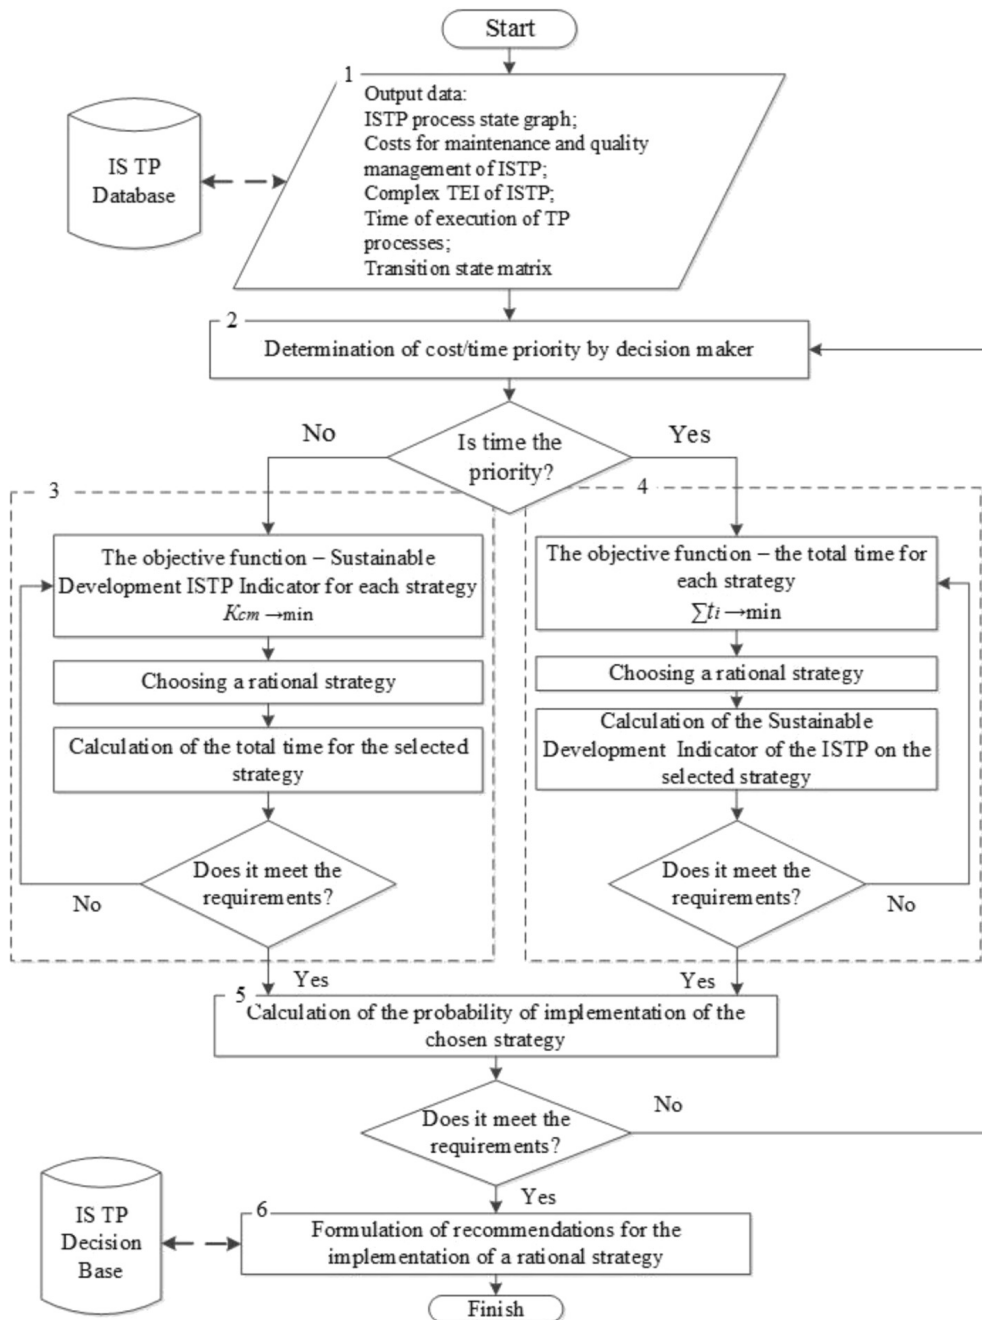 Start
1
Output data:
ISTP process state graph;
Costs for maintenance and quality
management of ISTP;
Complex TEI of ISTP;
Time of execution of TP
processes;
Transition state matrix
IS TP
Database
2
Determination of cost/time priority by decision maker
Is time the
priority?
No
Yes
3
The objective function – Sustainable
Development ISTP Indicator for each strategy
Kcm →min
Choosing a rational strategy
Calculation of the total time for the selected
strategy
Does it meet the
requirements?
No
Yes
4
The objective function – the total time for
each strategy
∑ti →min
Choosing a rational strategy
Calculation of the Sustainable
Development Indicator of the ISTP on the
selected strategy
Does it meet the
requirements?
No
Yes
5
Calculation of the probability of implementation of the
chosen strategy
Does it meet the
requirements?
No
Yes
6
Formulation of recommendations for the
implementation of a rational strategy
IS TP
Decision
Base
Finish